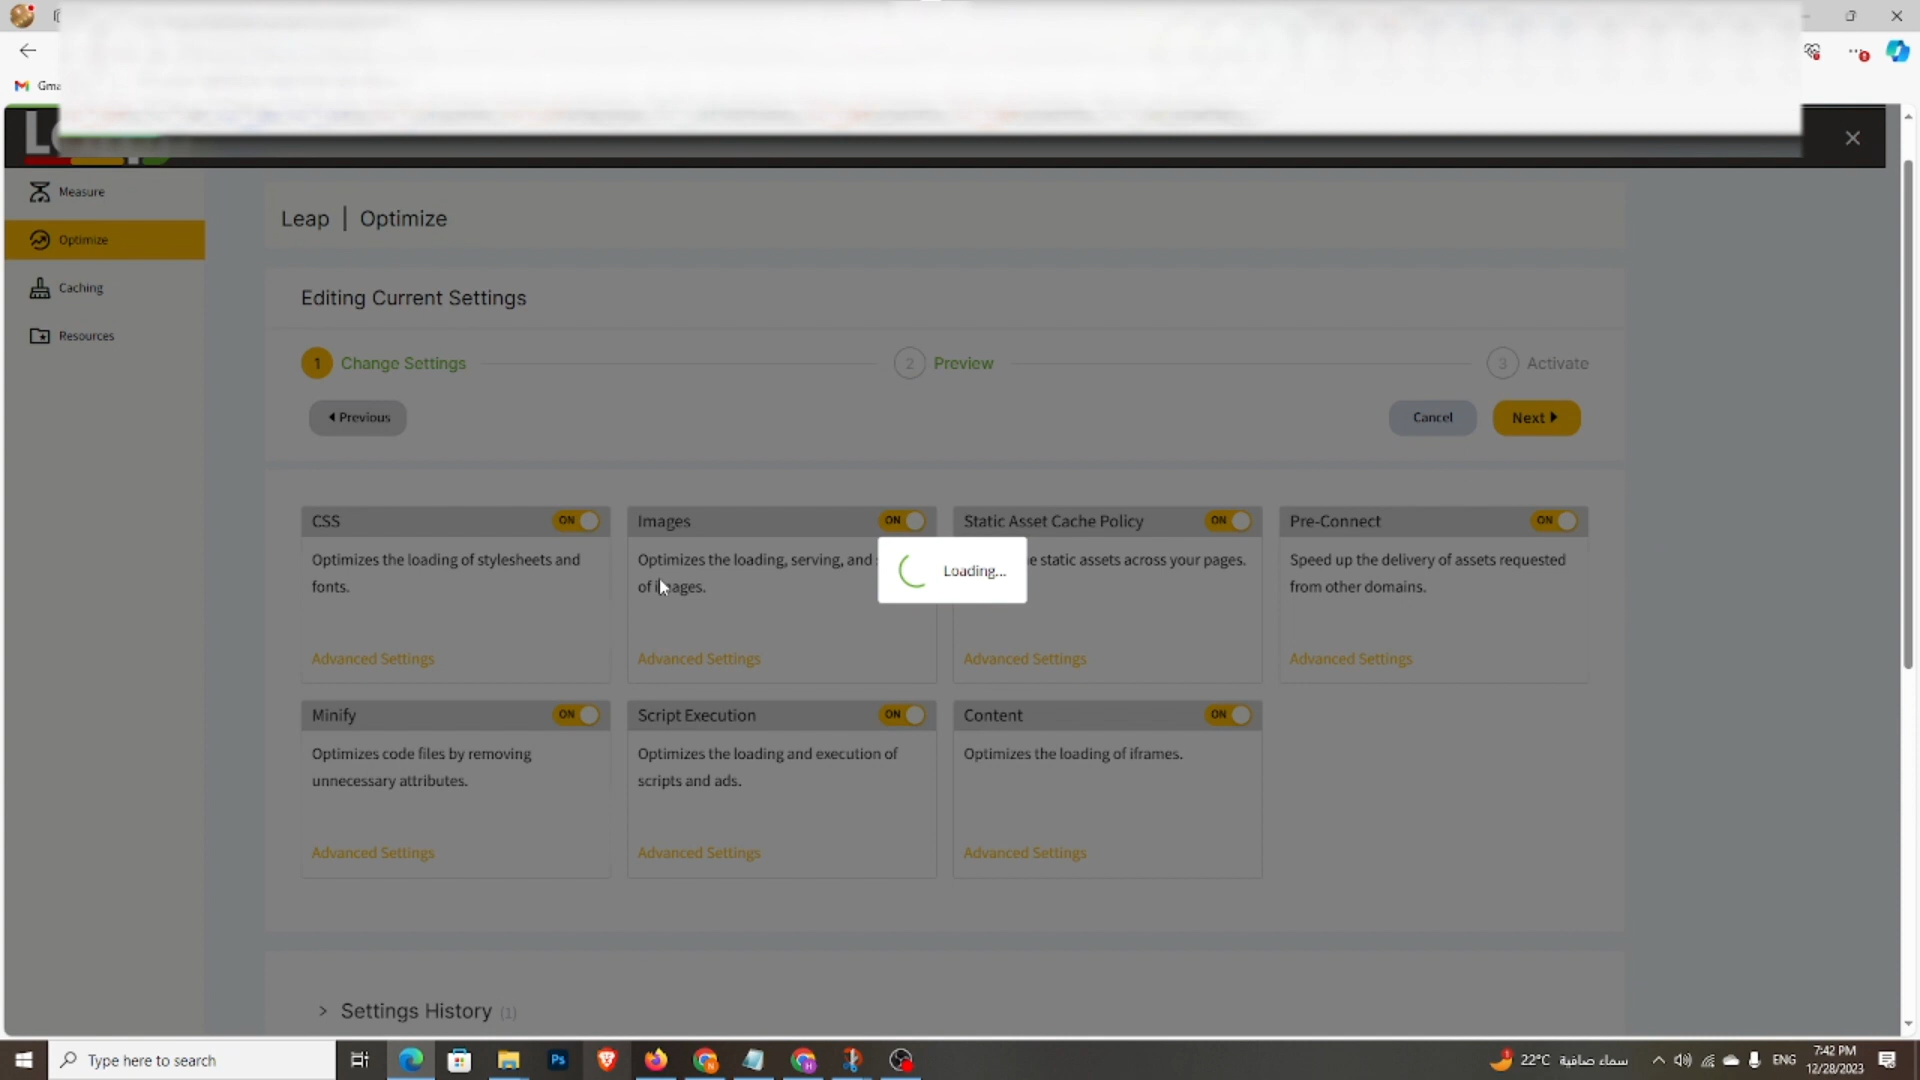 Gma
Measure
Optimize
Caching
Resources
Leap | Optimize
Editing Current Settings
1 Change Settings
2 Preview
3 Activate
Previous
Cancel
Next
CSS ON
Optimizes the loading of stylesheets and
fonts.
Advanced Settings
Images ON
Optimizes the loading, serving, and
of images.
Advanced Settings
Static Asset Cache Policy ON
e static assets across your pages.
Advanced Settings
Pre-Connect ON
Speed up the delivery of assets requested
from other domains.
Advanced Settings
Loading...
Minify ON
Optimizes code files by removing
unnecessary attributes.
Advanced Settings
Script Execution ON
Optimizes the loading and execution of
scripts and ads.
Advanced Settings
Content ON
Optimizes the loading of iframes.
Advanced Settings
> Settings History (1)
Type here to search
Ps
22°C سماء صافية
ENG
7:42 PM
12/28/2023